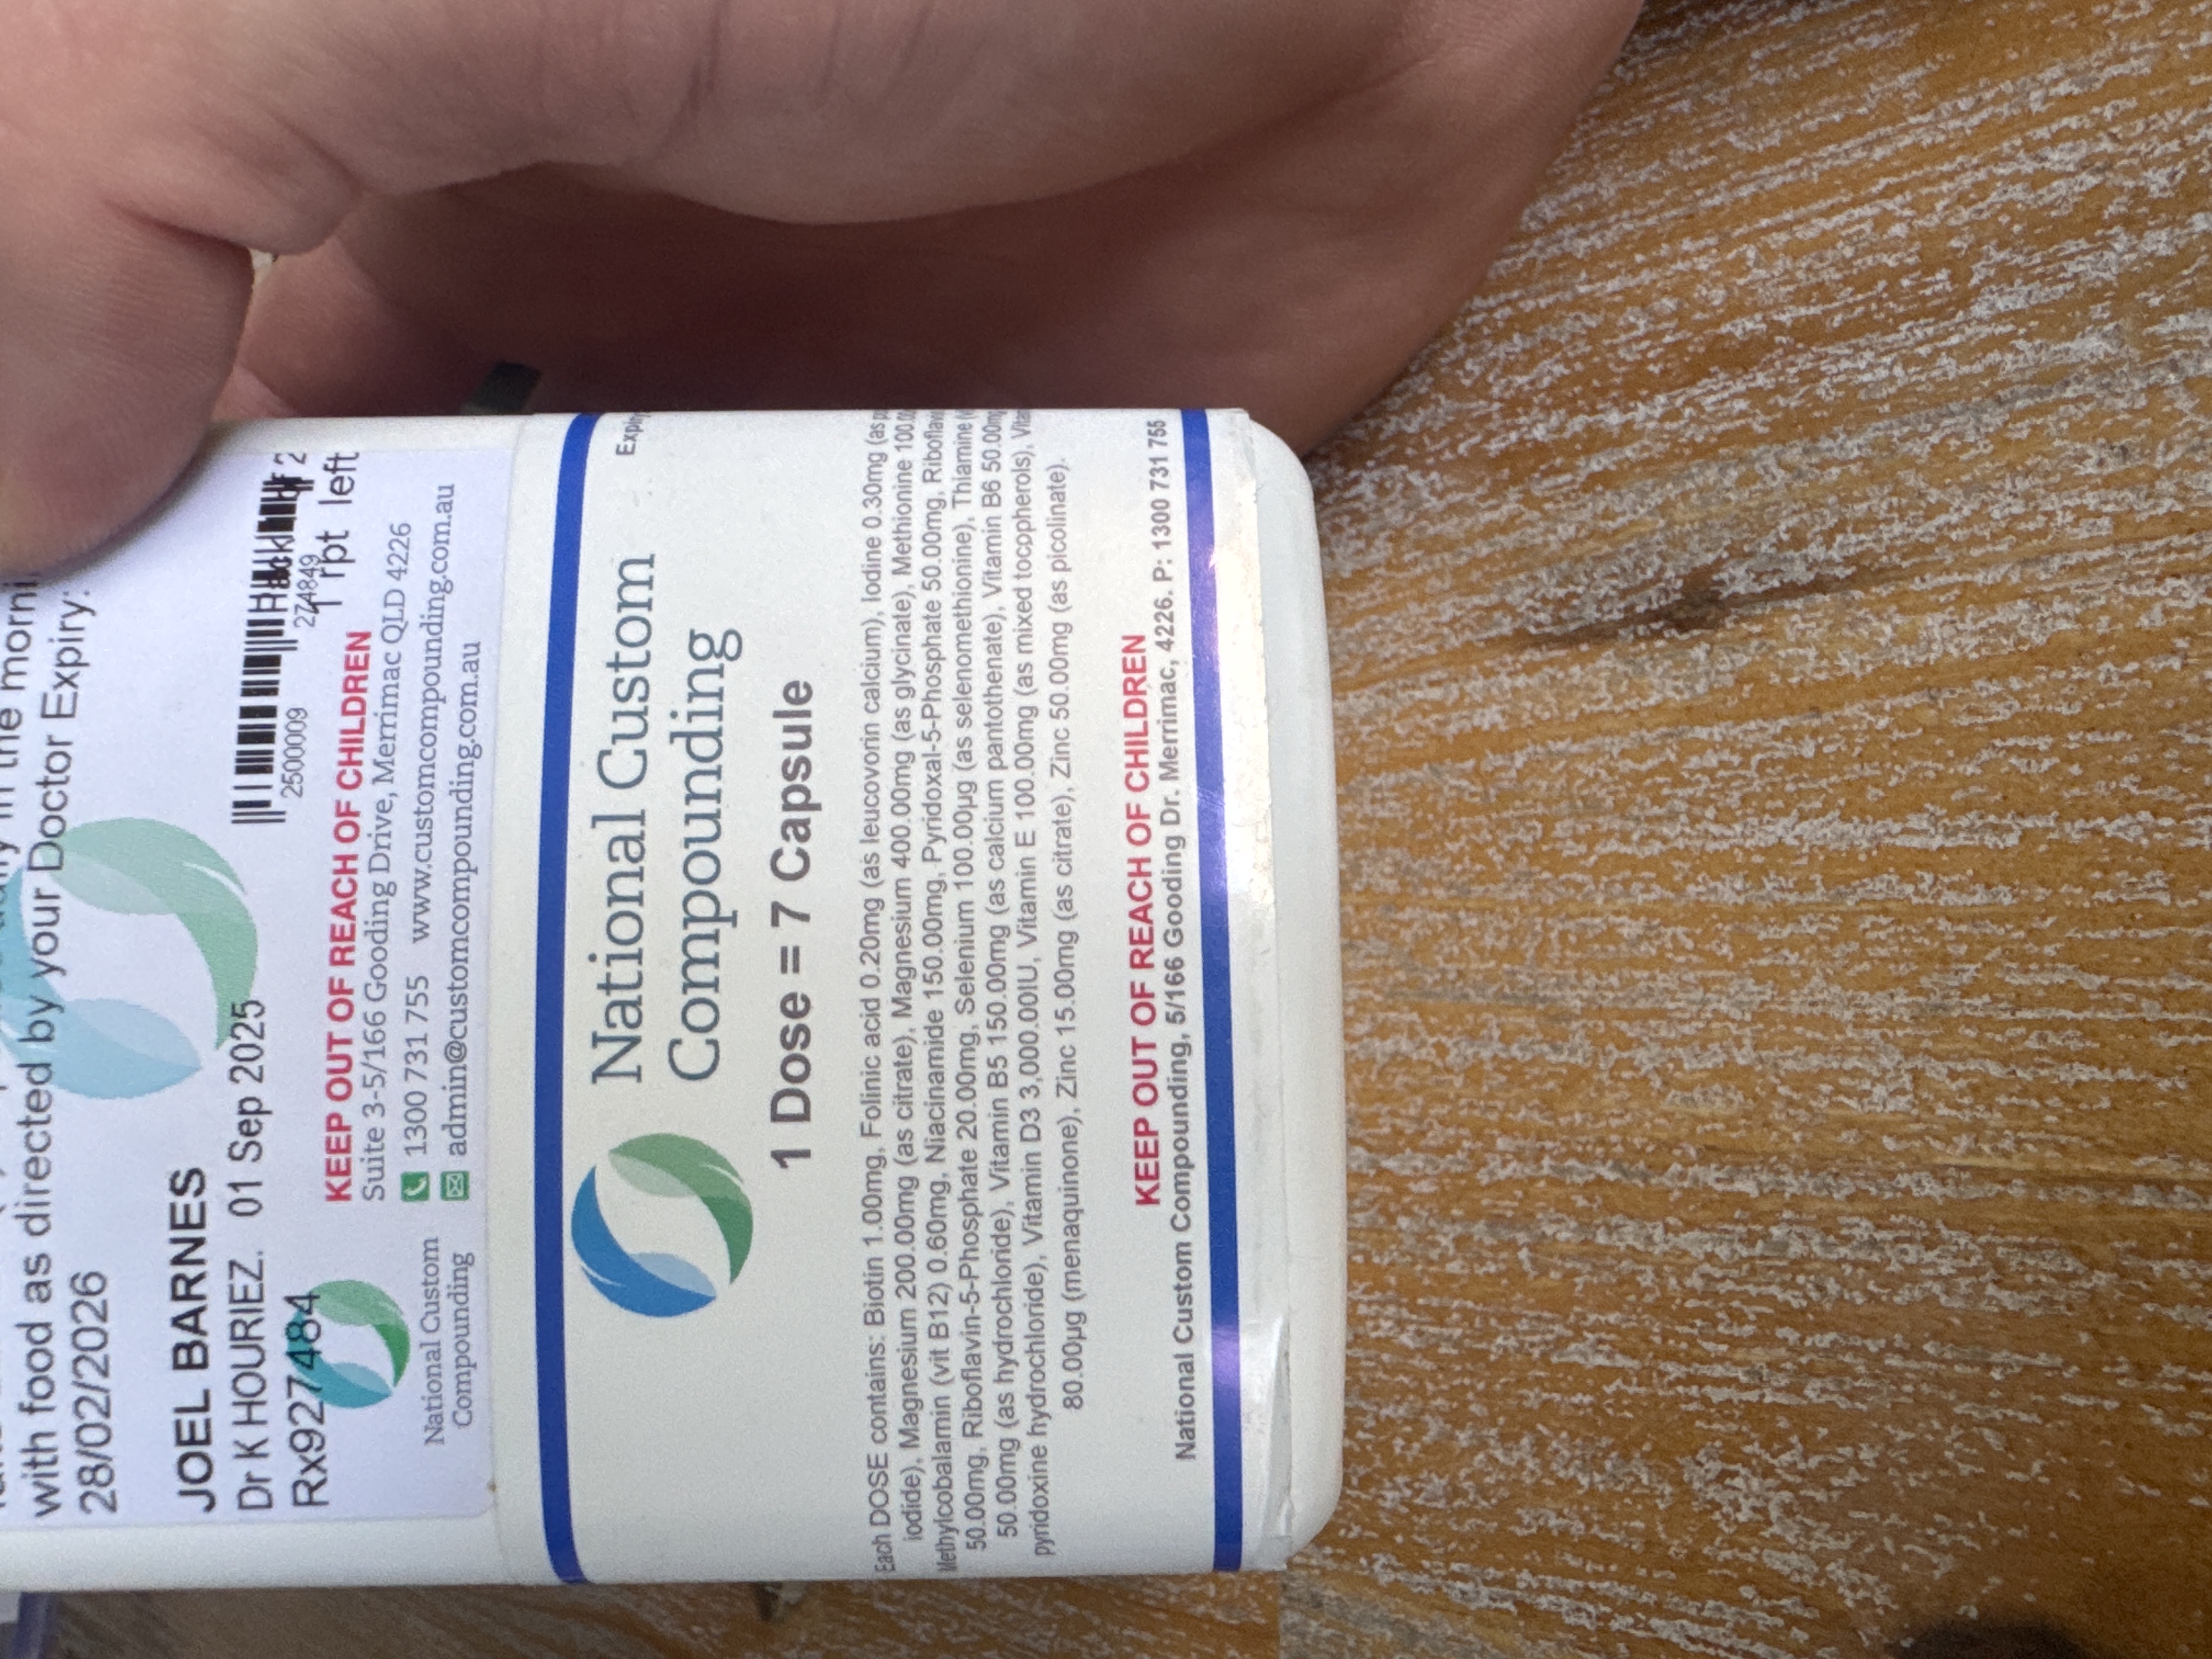 with food as directed by your Doctor Expiry:
28/02/2026
JOEL BARNES
Dr K HOURIEZ. 01 Sep 2025
Rx927484
2500009
274849
1 rpt left
KEEP OUT OF REACH OF CHILDREN
Suite 3-5/166 Gooding Drive, Merrimac QLD 4226
1300 731 755 www.customcompounding.com.au
admin@customcompounding.com.au
National Custom
Compounding
National Custom
Compounding
1 Dose = 7 Capsule
Each DOSE contains: Biotin 1.00mg, Folinic acid 0.20mg (as leucovorin calcium), Iodine 0.30mg (as
iodide), Magnesium 200.00mg (as citrate), Magnesium 400.00mg (as glycinate), Methionine 100.00
Methylcobalamin (vit B12) 0.60mg, Niacinamide 150.00mg, Pyridoxal-5-Phosphate 50.00mg, Riboflav
50.00mg, Riboflavin-5-Phosphate 20.00mg, Selenium 100.00µg (as selenomethionine), Thiamine
50.00mg (as hydrochloride), Vitamin B5 150.00mg (as calcium pantothenate), Vitamin B6 50.00mg
pyridoxine hydrochloride), Vitamin D3 3,000.00IU, Vitamin E 100.00mg (as mixed tocopherols),
80.00µg (menaquinone), Zinc 15.00mg (as citrate), Zinc 50.00mg (as picolinate).
KEEP OUT OF REACH OF CHILDREN
National Custom Compounding, 5/166 Gooding Dr. Merrimac, 4226. P: 1300 731 755